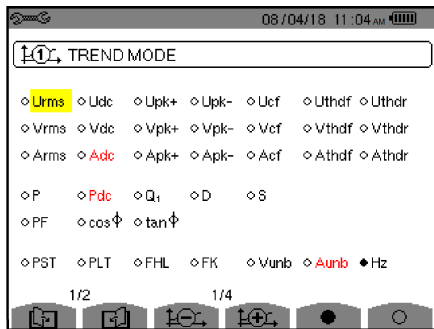 08/04/18 11:04 AM
1 TREND MODE
Urms Udc Upk+ Upk- Ucf Uthdf Uthdr
Vrms Vdc Vpk+ Vpk- Vcf Vthdf Vthdr
Arms Adc Apk+ Apk- Acf Athdf Athdr
P Pdc Q₁ D S
PF cosΦ tanΦ
PST PLT FHL FK Vunb Aunb Hz
1/2 1/4